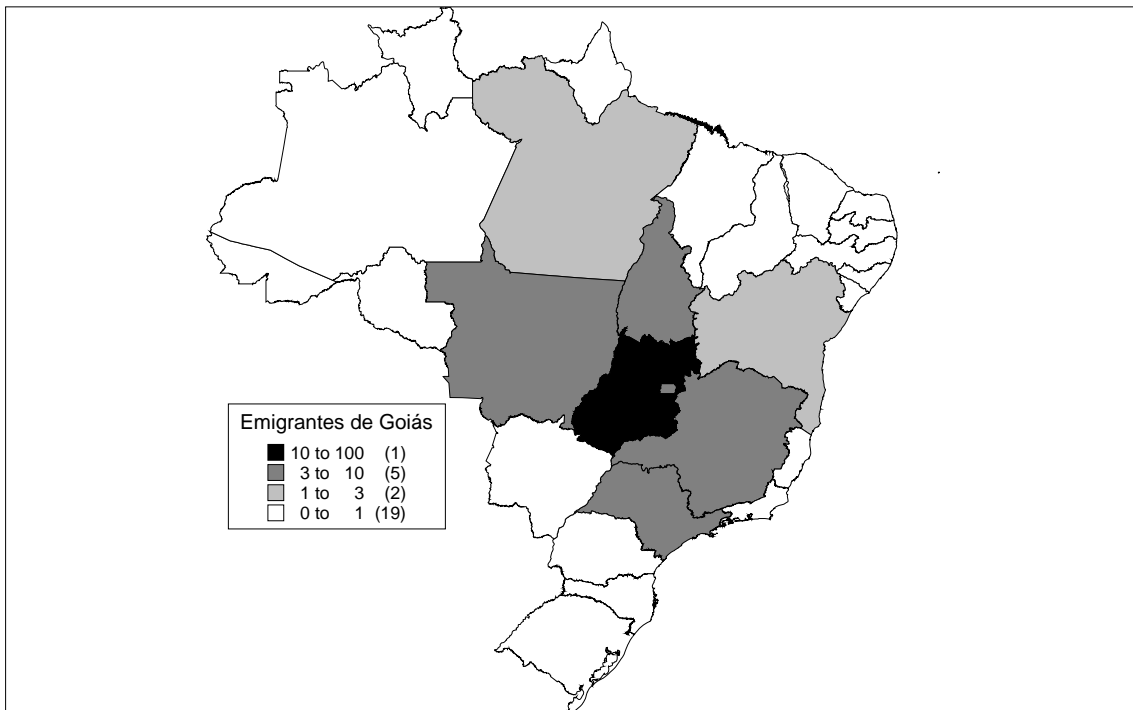 Emigrantes de Goiás
10 to 100 (1)
3 to 10 (5)
1 to 3 (2)
0 to 1 (19)